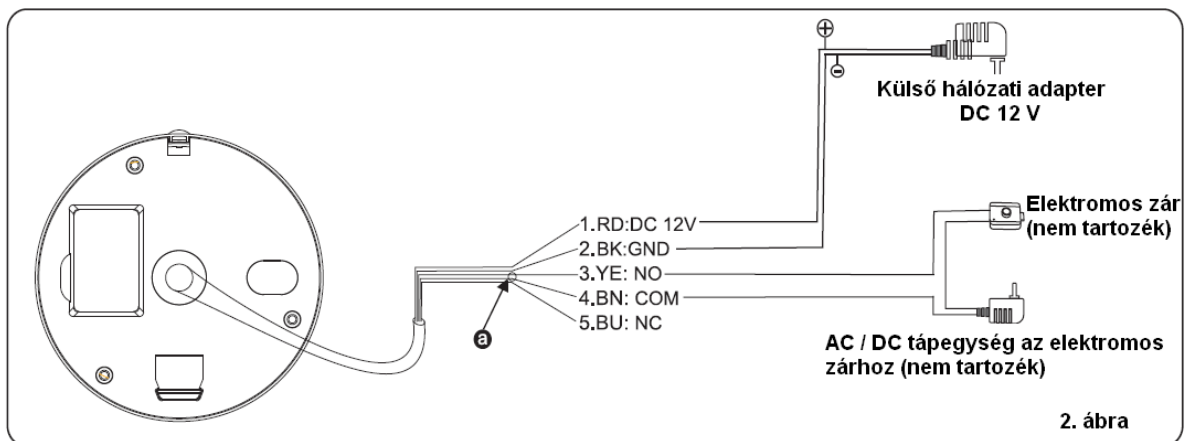 ⊕
⊖
Külső hálózati adapter
DC 12 V
1.RD:DC 12V
2.BK:GND
3.YE: NO
4.BN: COM
5.BU: NC
a
Elektromos zár
(nem tartozék)
AC / DC tápegység az elektromos
zárhoz (nem tartozék)
2. ábra